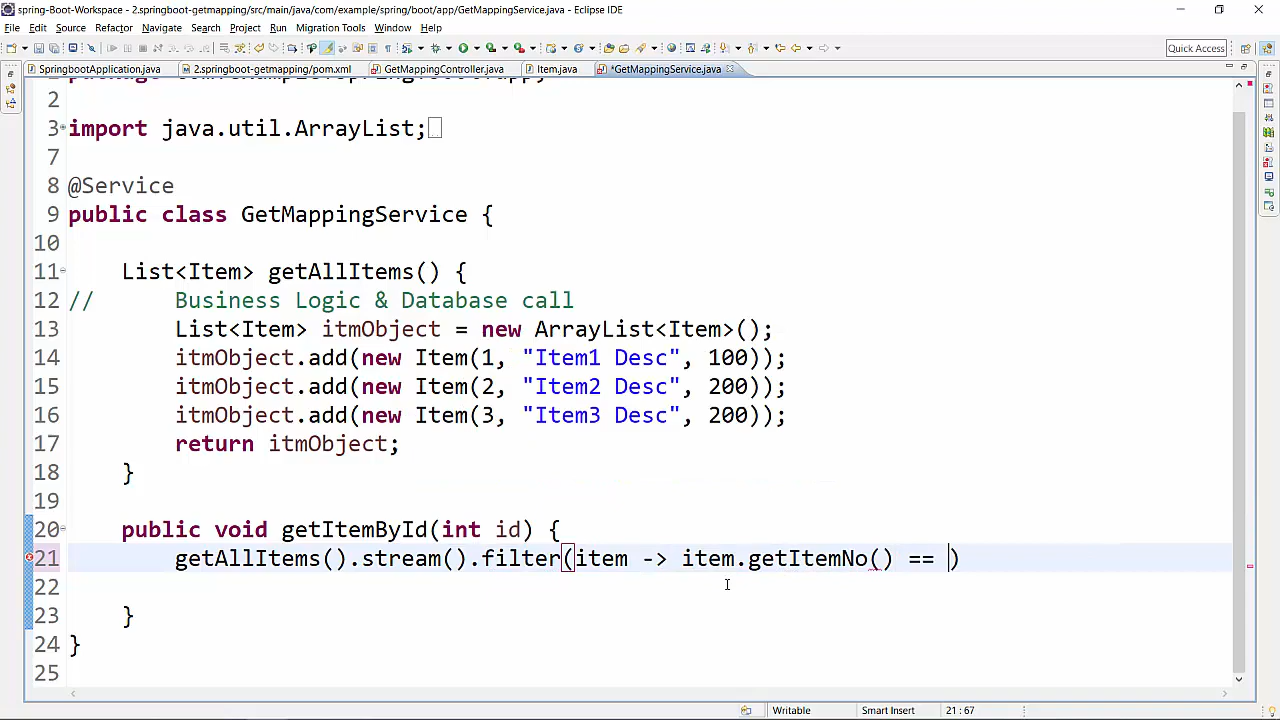 spring-Boot-Workspace - 2.springboot-getmapping/src/main/java/com/example/spring/boot/app/GetMappingService.java - Eclipse IDE
File Edit Source Refactor Navigate Search Project Run Migration Tools Window Help
Quick Access
SpringbootApplication.java 2.springboot-getmapping/pom.xml GetMappingController.java Item.java *GetMappingService.java
2
3 import java.util.ArrayList;
7
8 @Service
9 public class GetMappingService {
10
11 List<Item> getAllItems() {
12 // Business Logic & Database call
13 List<Item> itmObject = new ArrayList<Item>();
14 itmObject.add(new Item(1, "Item1 Desc", 100));
15 itmObject.add(new Item(2, "Item2 Desc", 200));
16 itmObject.add(new Item(3, "Item3 Desc", 200));
17 return itmObject;
18 }
19
20 public void getItemById(int id) {
21 getAllItems().stream().filter(item -> item.getItemNo() == )
22
23 }
24 }
25
Writable Smart Insert 21 : 67